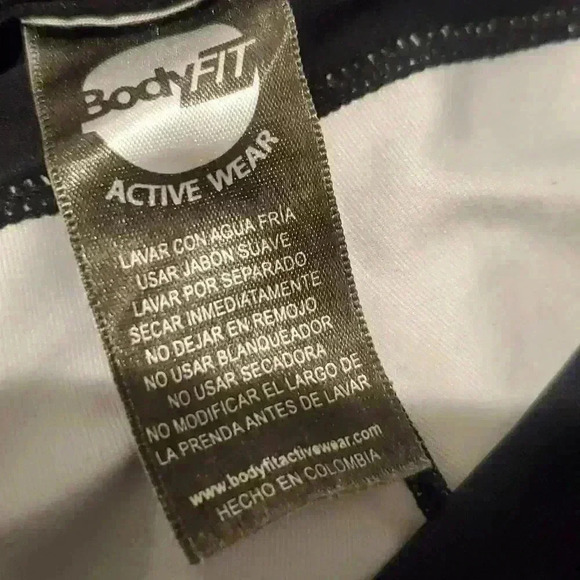 BodyFIT
ACTIVE WEAR
LAVAR CON AGUA FRÍA
USAR JABON SUAVE
LAVAR POR SEPARADO
SECAR INMEDIATAMENTE
NO DEJAR EN REMOJO
NO USAR BLANQUEADOR
NO USAR SECADORA
NO MODIFICAR EL LARGO DE
LA PRENDA ANTES DE LAVAR
www.bodyfitactivewear.com
HECHO EN COLOMBIA